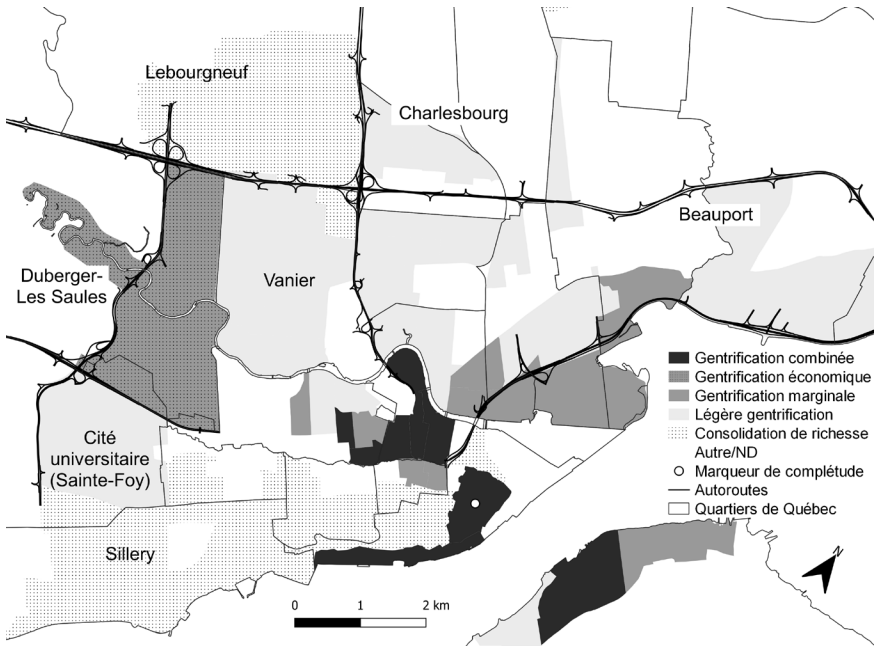 Lebourgneuf
Charlesbourg
Beauport
Duberger-
Les Saules
Vanier
Cité
universitaire
(Sainte-Foy)
Sillery
Gentrification combinée
Gentrification économique
Gentrification marginale
Légère gentrification
Consolidation de richesse
Autre/ND
Marqueur de complétude
Autoroutes
Quartiers de Québec
N
0 1 2 km